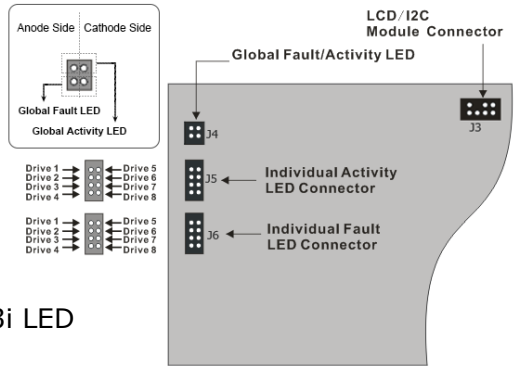 Anode Side Cathode Side
Global Fault LED
Global Activity LED
LCD/I2C
Module Connector
Global Fault/Activity LED
J3
J4
Drive 1 Drive 5
Drive 2 Drive 6
Drive 3 Drive 7
Drive 4 Drive 8
J5
Individual Activity
LED Connector
Drive 1 Drive 5
Drive 2 Drive 6
Drive 3 Drive 7
Drive 4 Drive 8
J6
Individual Fault
LED Connector
LED